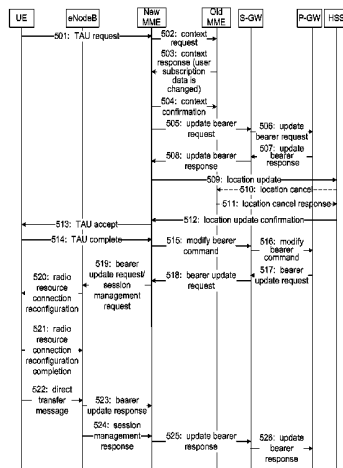 UE
eNodeB
New
MME
Old
MME
S-GW
P-GW
HSS
501: TAU request
502: context
request
503: context
response (user
subscription
data is
changed)
504: context
confirmation
505: update bearer
request
506: update
bearer request
507: update
bearer
response
508: update bearer
response
509: location update
510: location cancel
511: location cancel response
512: location update confirmation
513: TAU accept
514: TAU complete
515: modify bearer
command
516: modify
bearer
command
517: bearer
update request
518: bearer update
request
519: bearer
update request/
session
management
request
520: radio
resource
connection
reconfiguration
521: radio
resource
connection
reconfiguration
completion
522: direct
transfer
message
523: bearer
update response
524: session
management
response
525: update bearer
response
526: update
bearer
response